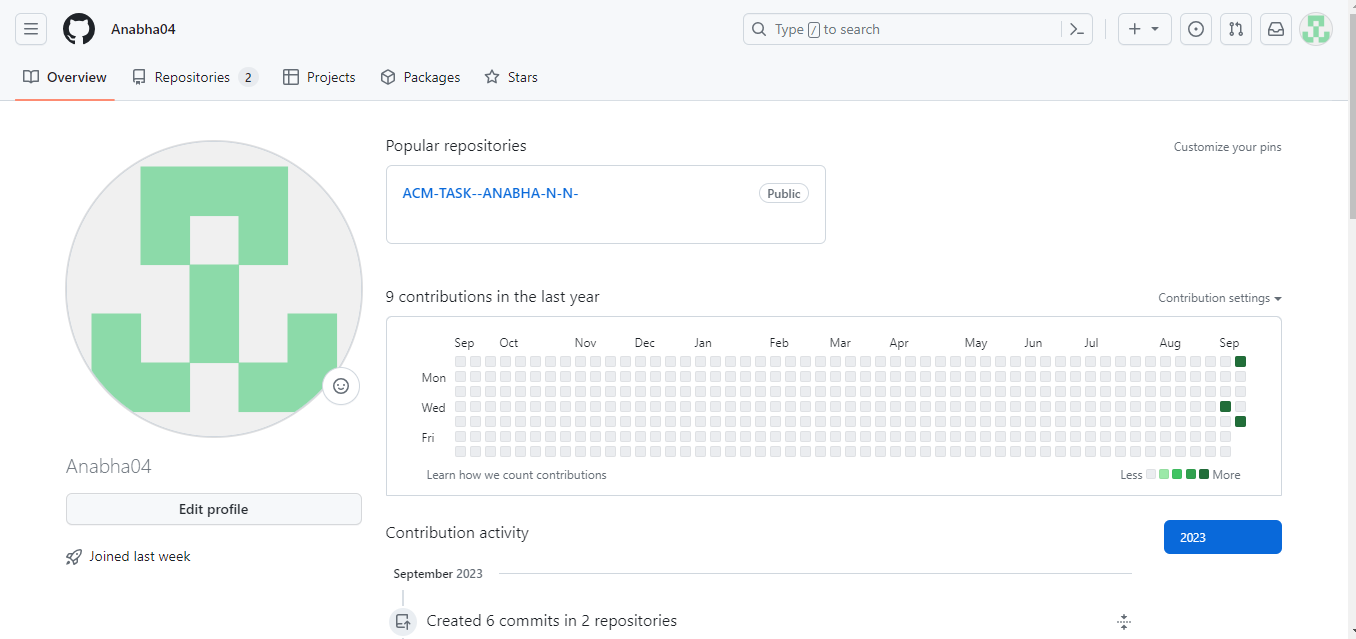 Anabha04
Type / to search
Overview Repositories 2 Projects Packages Stars
Popular repositories
Customize your pins
ACM-TASK--ANABHA-N-N-
Public
9 contributions in the last year
Contribution settings
Sep Oct Nov Dec Jan Feb Mar Apr May Jun Jul Aug Sep
Mon
Wed
Fri
Learn how we count contributions
Less More
Anabha04
Edit profile
Joined last week
Contribution activity
2023
September 2023
Created 6 commits in 2 repositories